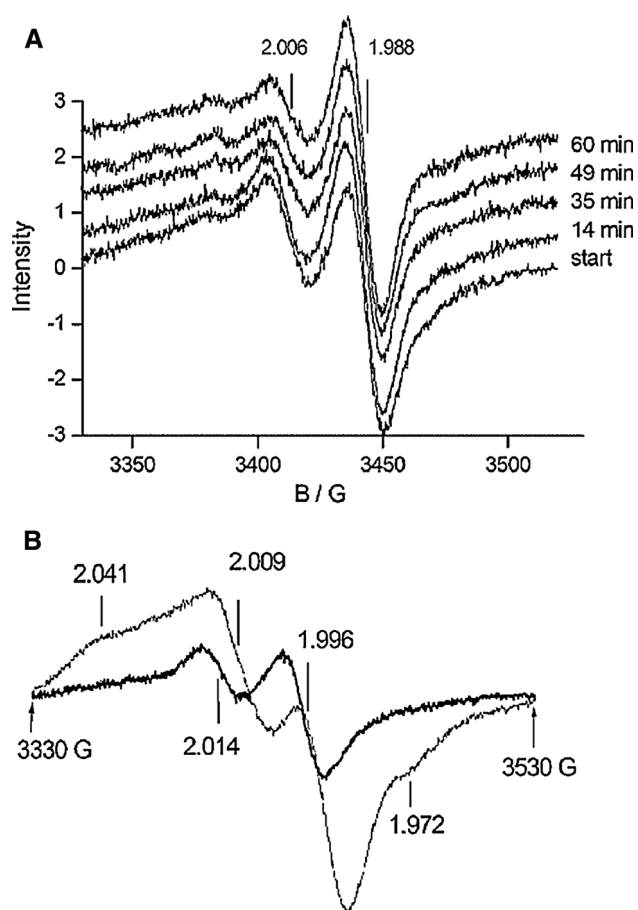 A
2.006
1.988
3
2
1
0
-1
-2
-3
Intensity
60 min
49 min
35 min
14 min
start
3350
3400
3450
3500
B / G
B
2.041
2.009
1.996
3330 G
2.014
3530 G
1.972